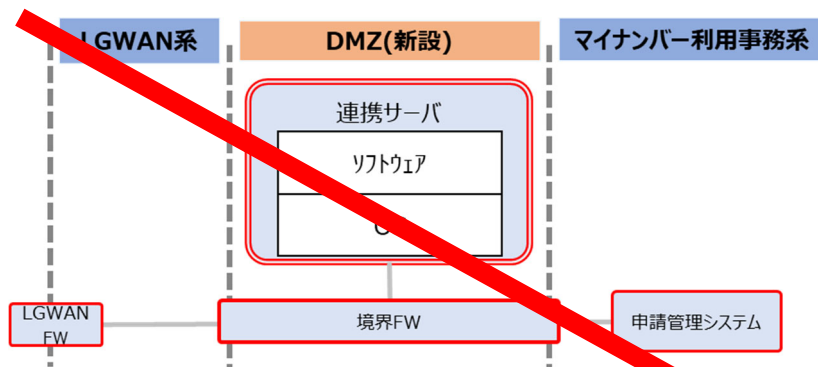 LGWAN系
DMZ(新設)
マイナンバー利用事務系
連携サーバ
ｿﾌﾄｳｪｱ
LGWAN
FW
境界FW
申請管理システム